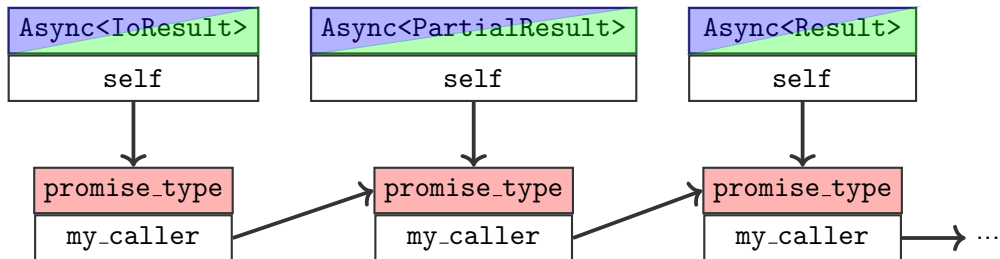 Async<IoResult> Async<PartialResult> Async<Result>
self self self
promise_type promise_type promise_type
my_caller my_caller my_caller ...